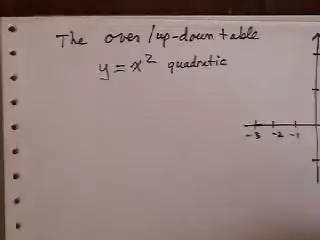 The over/up-down table
y = x² quadratic
-3 -2 -1